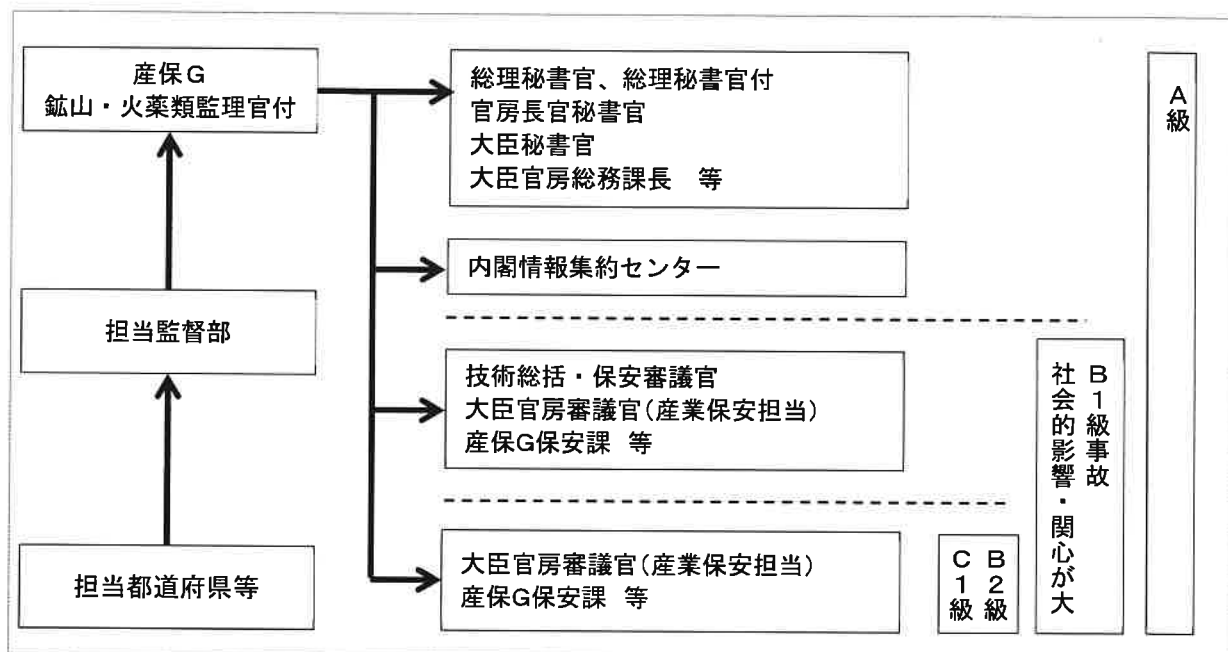 産保G
鉱山・火薬類監理官付
担当監督部
担当都道府県等
総理秘書官、総理秘書官付
官房長官秘書官
大臣秘書官
大臣官房総務課長 等
内閣情報集約センター
技術総括・保安審議官
大臣官房審議官(産業保安担当)
産保G保安課 等
大臣官房審議官(産業保安担当)
産保G保安課 等
A級
B1級事故
社会的影響・関心が大
B2級
C1級